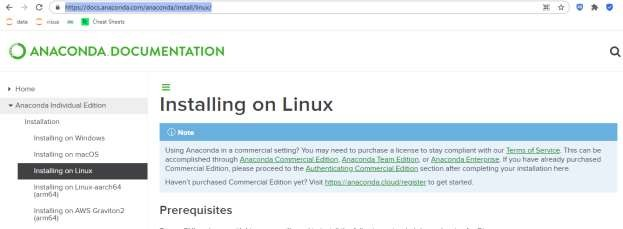 https://docs.anaconda.com/anaconda/install/linux/
data
nixus
Cheat Sheets
ANACONDA DOCUMENTATION
Home
Anaconda Individual Edition
Installation
Installing on Windows
Installing on macOS
Installing on Linux
Installing on Linux-aarch64
(arm64)
Installing on AWS Graviton2
(arm64)
Installing on Linux
Note
Using Anaconda in a commercial setting? You may need to purchase a license to stay compliant with our Terms of Service. This can be
accomplished through Anaconda Commercial Edition, Anaconda Team Edition, or Anaconda Enterprise. If you have already purchased
Commercial Edition, please proceed to the Authenticating Commercial Edition section after completing your installation here.
Haven't purchased Commercial Edition yet? Visit https://anaconda.cloud/register to get started.
Prerequisites